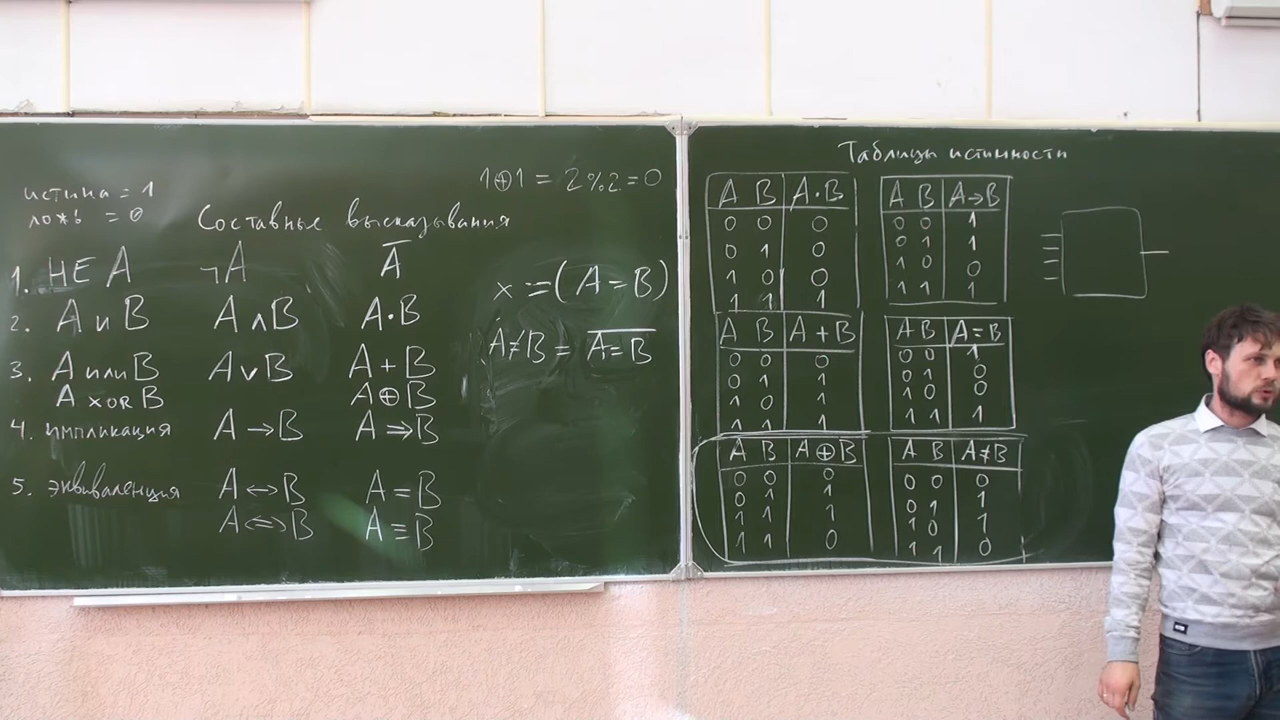 истина = 1
ложь = 0
1⊕1 = 2%2=0
Составные высказывания
1. НЕ A ¬A A̅
2. A и B A∧B A·B
3. A или B A∨B A+B
A xor B A⊕B
4. импликация A→B A⇒B
5. эквиваленция A↔B A=B
A⇔B A≡B
x :=(A = B)
A≠B = \overline{A=B}
Таблицы истинности
A B A·B
0 0 0
0 1 0
1 0 0
1 1 1
A B A→B
0 0 1
0 1 1
1 0 0
1 1 1
A B A+B
0 0 0
0 1 1
1 0 1
1 1 1
A B A=B
0 0 1
0 1 0
1 0 0
1 1 1
A B A⊕B
0 0 0
0 1 1
1 1 1
1 1 0
A B A≠B
0 0 0
0 1 1
1 0 1
1 1 0